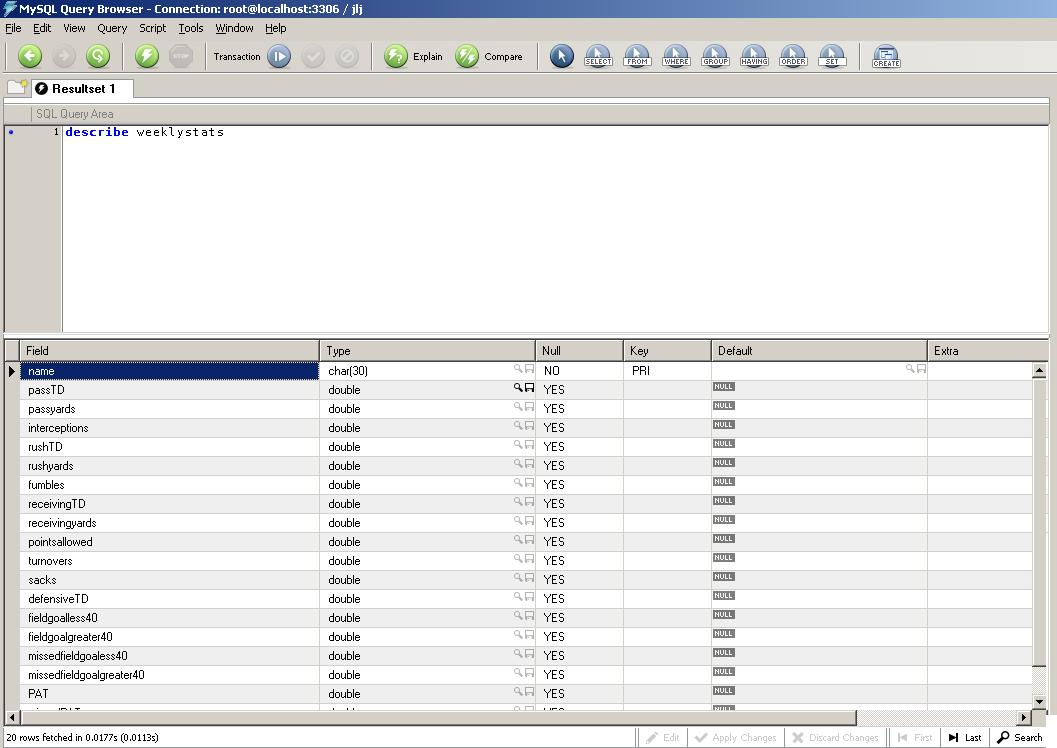 MySQL Query Browser - Connection: root@localhost:3306 / jlj
File Edit View Query Script Tools Window Help
STOP Transaction Explain Compare SELECT FROM WHERE GROUP HAVING ORDER SET CREATE
Resultset 1
SQL Query Area
1 describe weeklystats
Field Type Null Key Default Extra
name char(30) NO PRI
passTD double YES NULL
passyards double YES NULL
interceptions double YES NULL
rushTD double YES NULL
rushyards double YES NULL
fumbles double YES NULL
receivingTD double YES NULL
receivingyards double YES NULL
pointsallowed double YES NULL
turnovers double YES NULL
sacks double YES NULL
defensiveTD double YES NULL
fieldgoalless40 double YES NULL
fieldgoalgreater40 double YES NULL
missedfieldgoaless40 double YES NULL
missedfieldgoalgreater40 double YES NULL
PAT double YES NULL
20 rows fetched in 0.0177s (0.0113s) Edit Apply Changes Discard Changes First Last Search